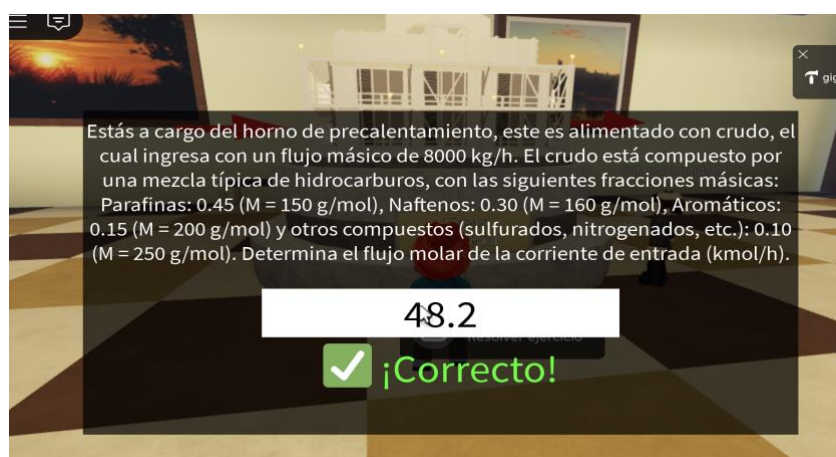 gig
Estás a cargo del horno de precalentamiento, este es alimentado con crudo, el
cual ingresa con un flujo másico de 8000 kg/h. El crudo está compuesto por
una mezcla típica de hidrocarburos, con las siguientes fracciones másicas:
Parafinas: 0.45 (M = 150 g/mol), Naftenos: 0.30 (M = 160 g/mol), Aromáticos:
0.15 (M = 200 g/mol) y otros compuestos (sulfurados, nitrogenados, etc.): 0.10
(M = 250 g/mol). Determina el flujo molar de la corriente de entrada (kmol/h).
48.2
Resolver ejercicio
¡Correcto!